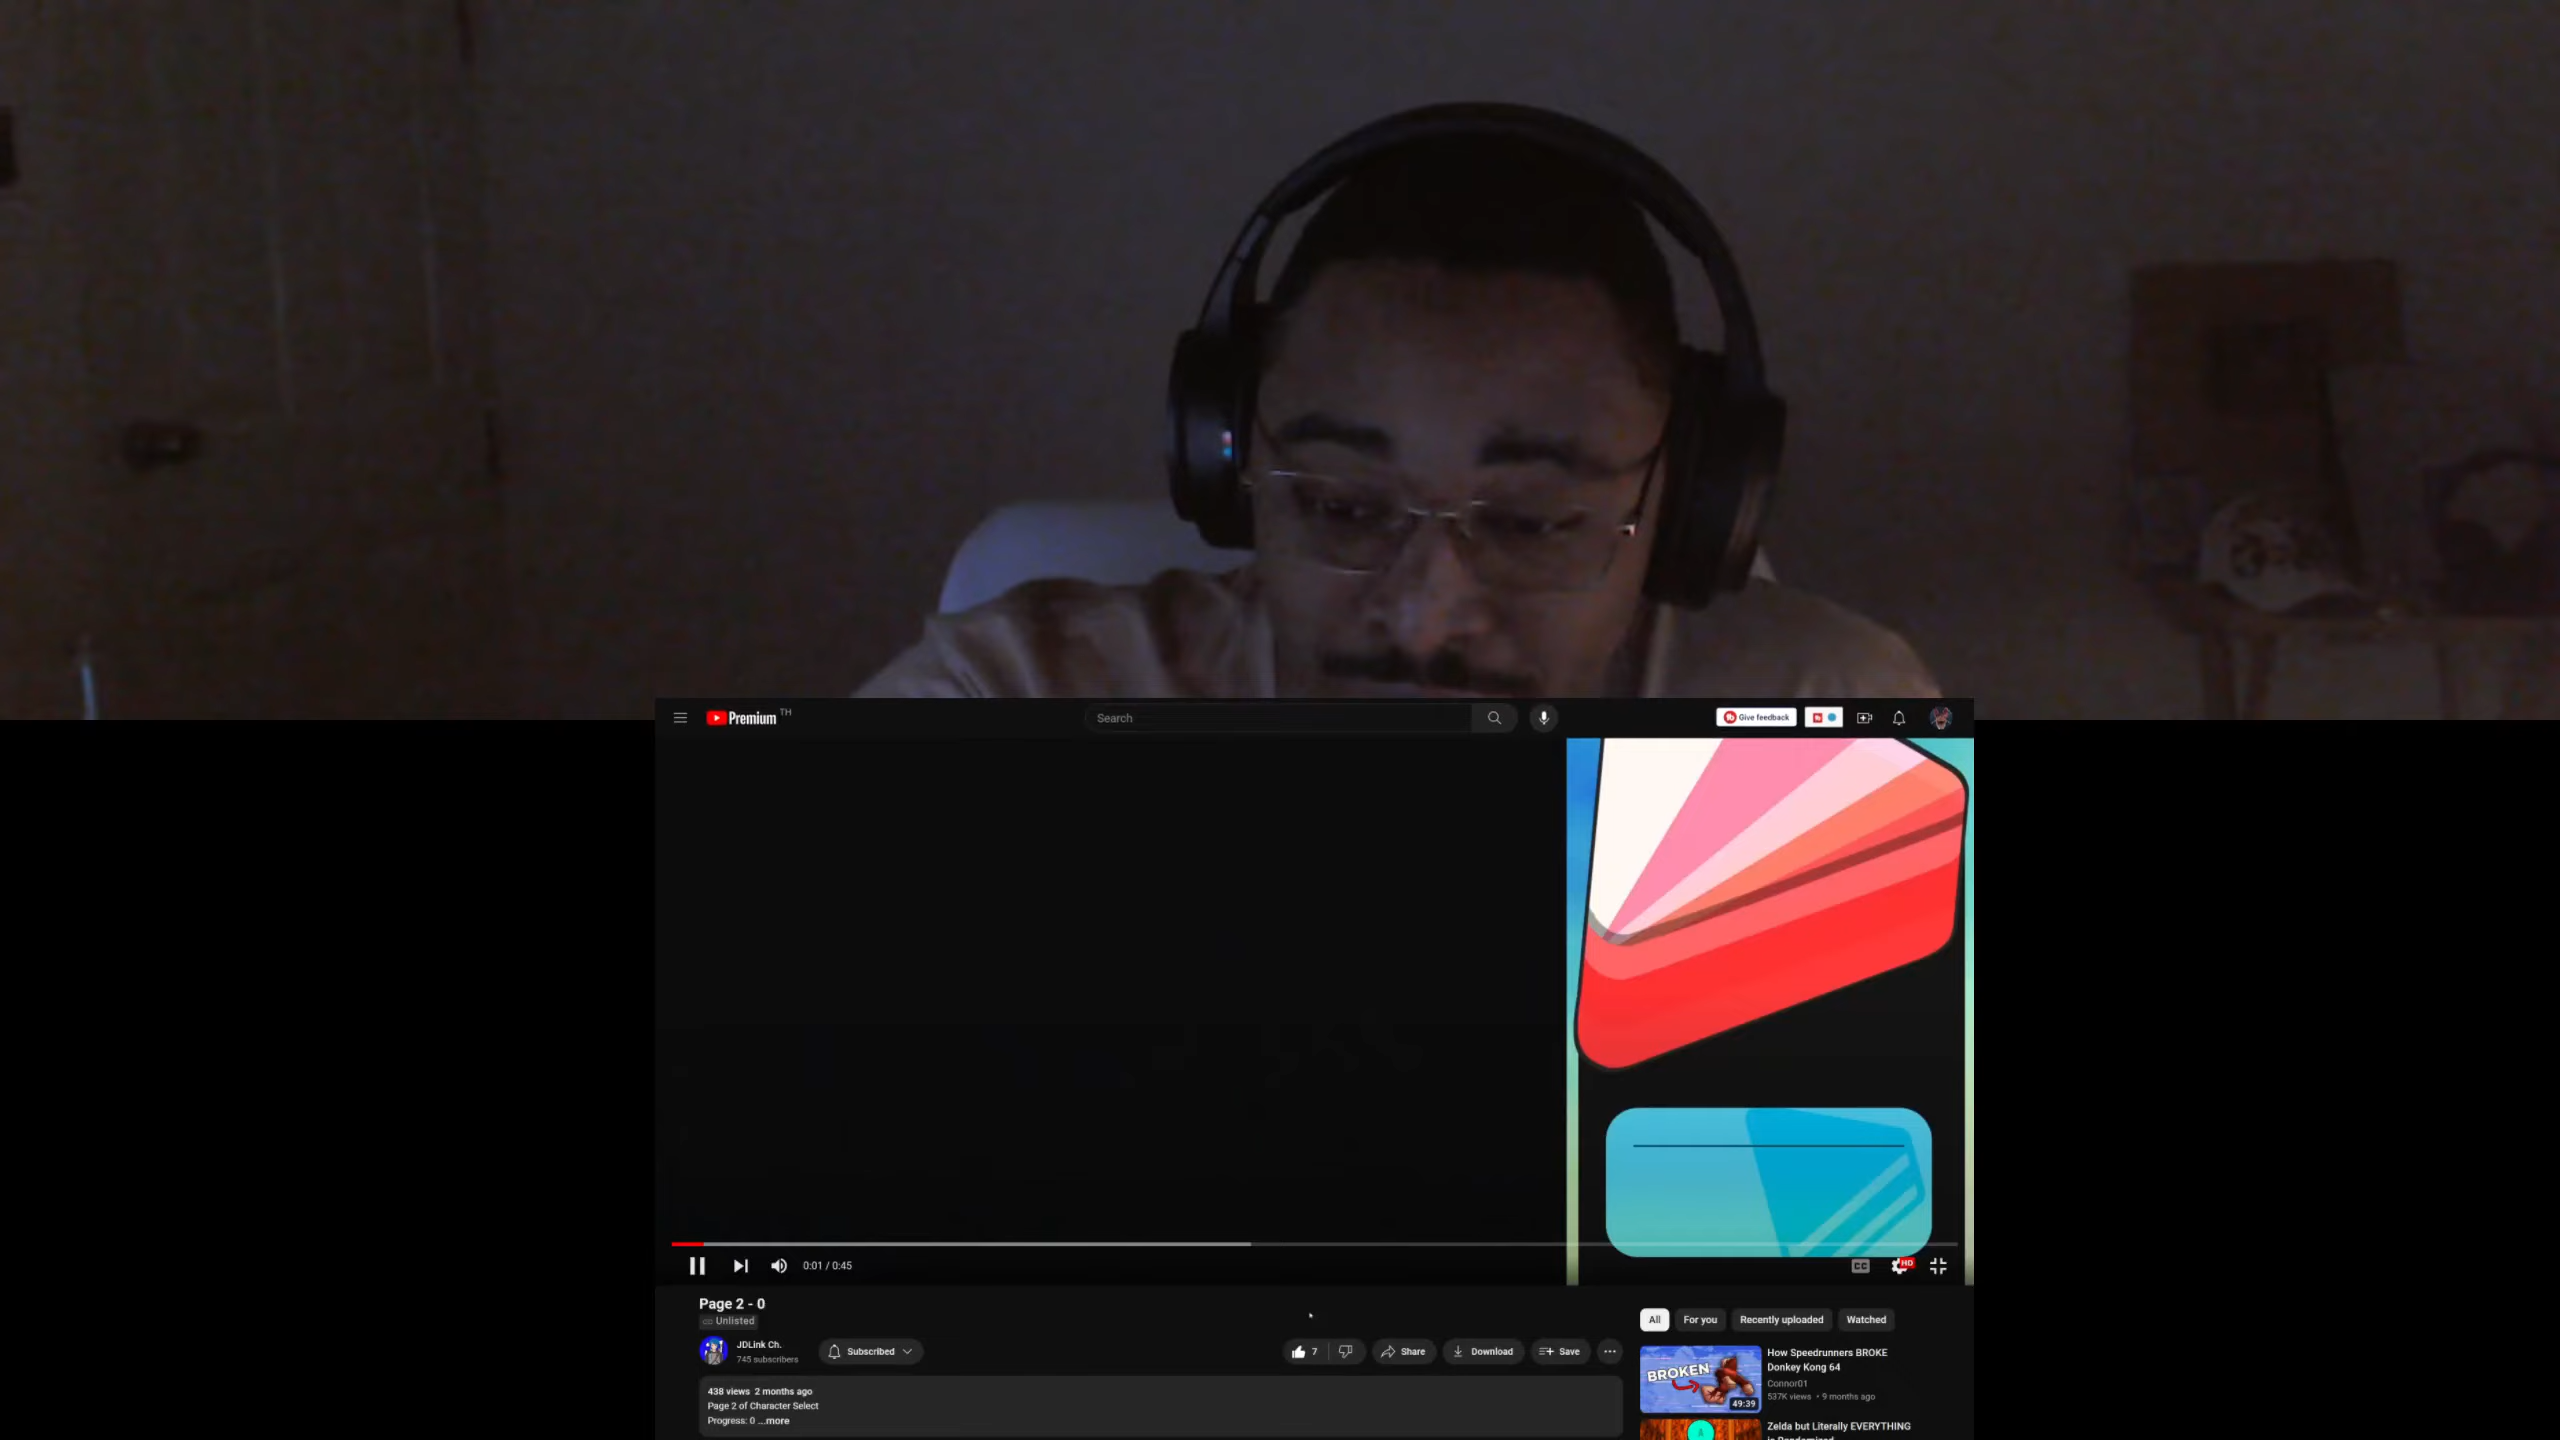 Premium TH
Search
Give feedback
0:01 / 0:45
CC
HD
Page 2 - 0
Unlisted
JDLink Ch.
745 subscribers
Subscribed
7
Share
Download
Save
438 views 2 months ago
Page 2 of Character Select
Progress: 0 ...more
All
For you
Recently uploaded
Watched
BROKEN
49:39
How Speedrunners BROKE
Donkey Kong 64
Connor01
537K views • 9 months ago
A
Zelda but Literally EVERYTHING